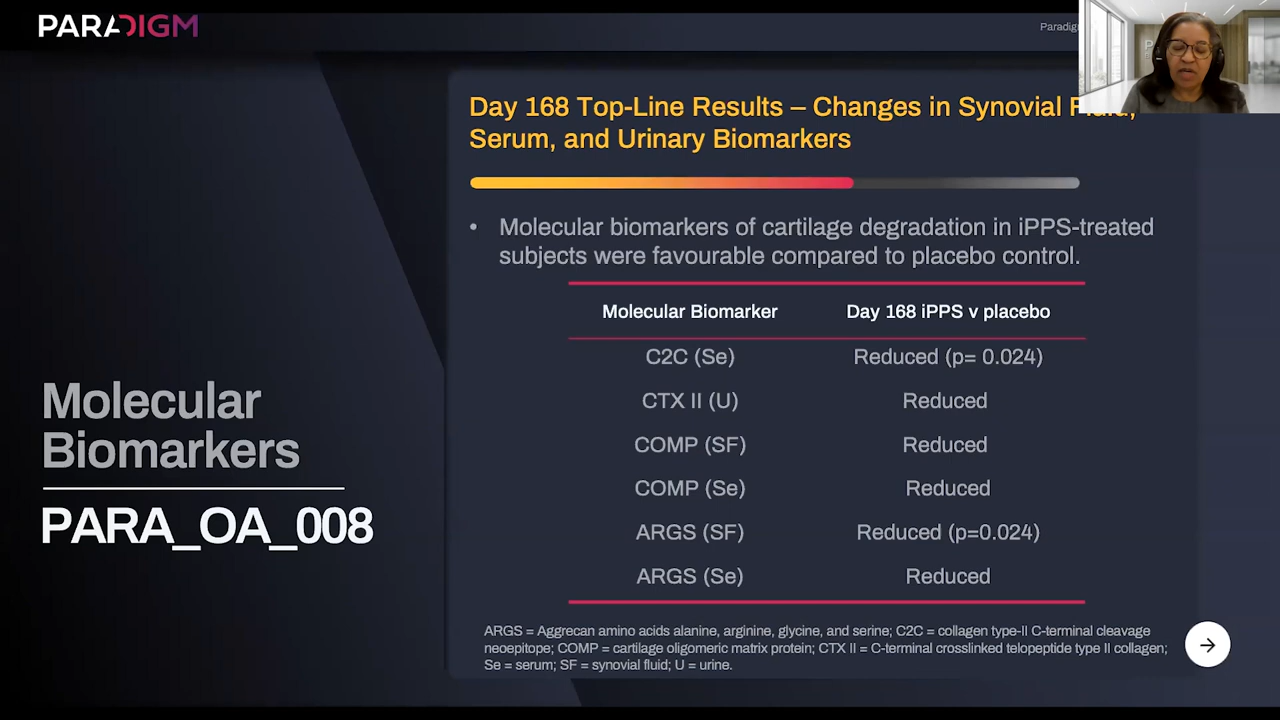 PARADIGM
Day 168 Top-Line Results – Changes in Synovial Fluid,
Serum, and Urinary Biomarkers
• Molecular biomarkers of cartilage degradation in iPPS-treated
subjects were favourable compared to placebo control.
Molecular Biomarker Day 168 iPPS v placebo
C2C (Se) Reduced (p= 0.024)
CTX II (U) Reduced
COMP (SF) Reduced
COMP (Se) Reduced
ARGS (SF) Reduced (p=0.024)
ARGS (Se) Reduced
ARGS = Aggrecan amino acids alanine, arginine, glycine, and serine; C2C = collagen type-II C-terminal cleavage
neoepitope; COMP = cartilage oligomeric matrix protein; CTX II = C-terminal crosslinked telopeptide type II collagen;
Se = serum; SF = synovial fluid; U = urine.
Molecular
Biomarkers
PARA_OA_008